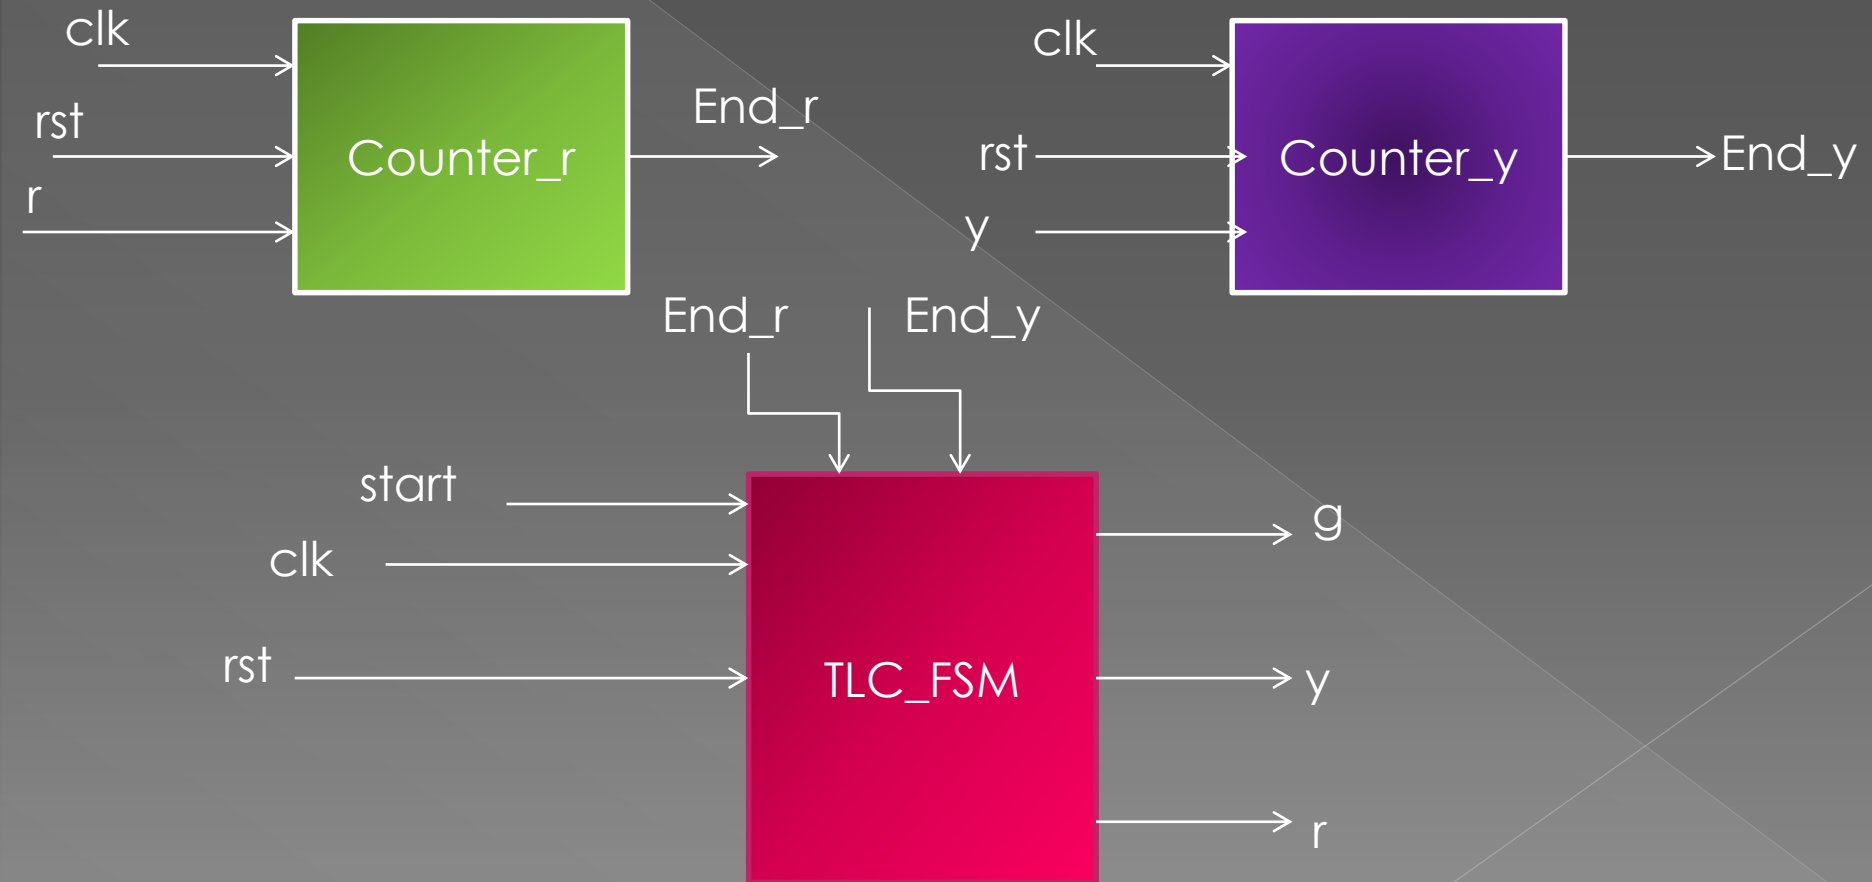 clk
rst
r
Counter_r
End_r
clk
rst
y
Counter_y
End_y
End_r
End_y
start
clk
rst
TLC_FSM
g
y
r